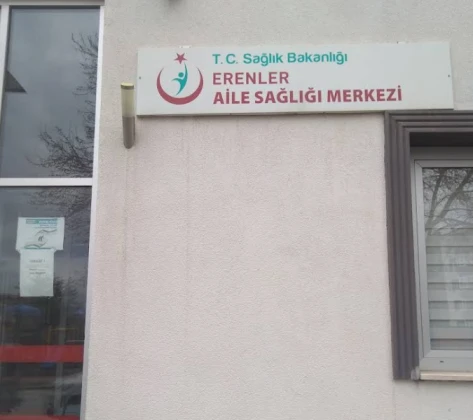 T.C. Sağlık Bakanlığı
ERENLER
AİLE SAĞLIĞI MERKEZİ